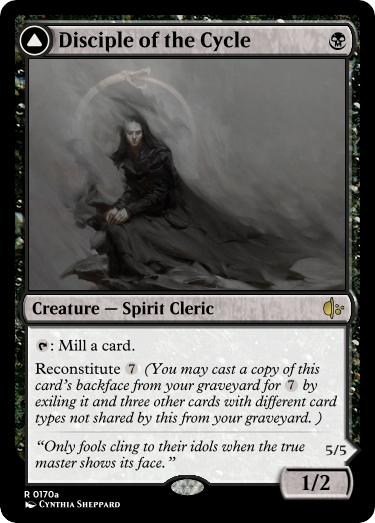 Disciple of the Cycle
Creature — Spirit Cleric
: Mill a card.
Reconstitute 7 (You may cast a copy of this
card's backface from your graveyard for 7 by
exiling it and three other cards with different card
types not shared by this from your graveyard. )
“Only fools cling to their idols when the true
master shows its face.”
5/5
1/2
R 0170a
Cynthia Sheppard